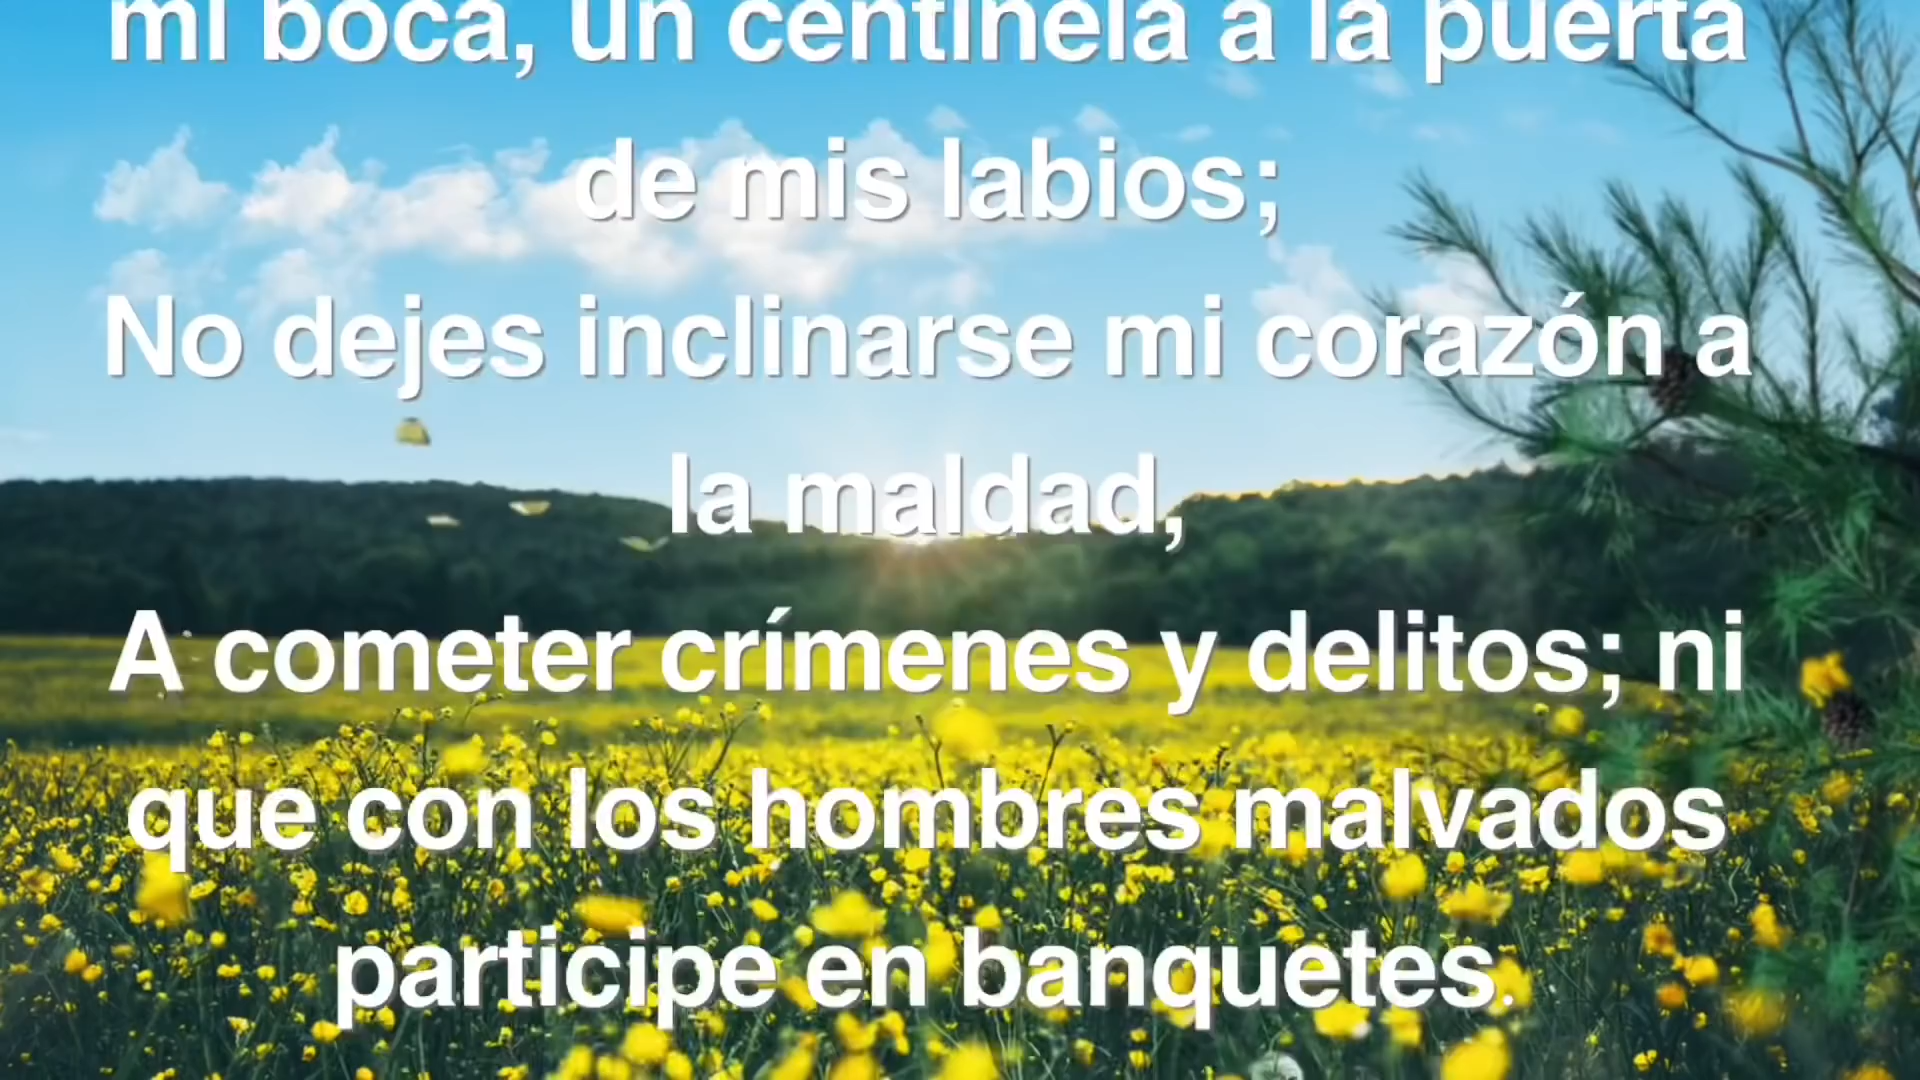 mi boca, un centinela a la puerta
de mis labios;
No dejes inclinarse mi corazón a
la maldad,
A cometer crímenes y delitos; ni
que con los hombres malvados
participe en banquetes.